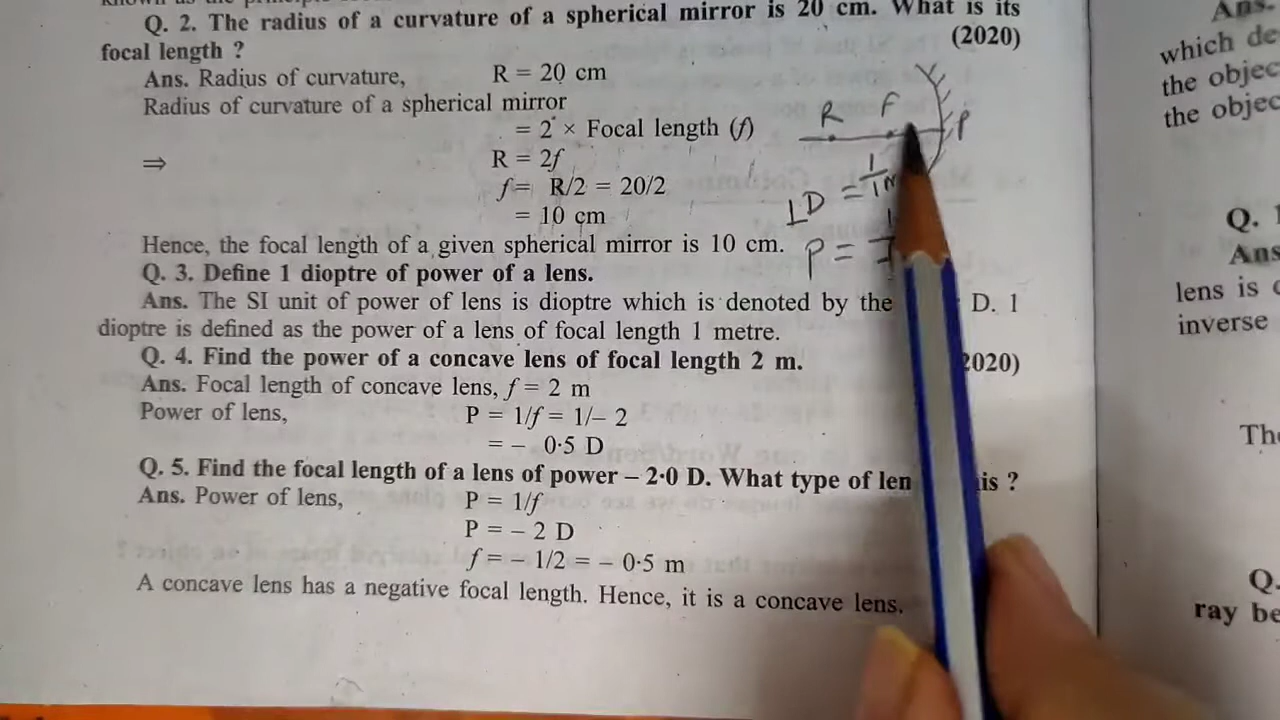 Q. 2. The radius of a curvature of a spherical mirror is 20 cm. What is its
focal length ? (2020)
Ans. Radius of curvature, R = 20 cm
Radius of curvature of a spherical mirror
= 2 × Focal length (f)
⇒ R = 2f
f = R/2 = 20/2
= 10 cm
Hence, the focal length of a given spherical mirror is 10 cm.
Q. 3. Define 1 dioptre of power of a lens.
Ans. The SI unit of power of lens is dioptre which is denoted by the D. 1
dioptre is defined as the power of a lens of focal length 1 metre.
Q. 4. Find the power of a concave lens of focal length 2 m. 2020)
Ans. Focal length of concave lens, f = 2 m
Power of lens, P = 1/f = 1/– 2
= – 0·5 D
Q. 5. Find the focal length of a lens of power – 2·0 D. What type of len is ?
Ans. Power of lens, P = 1/f
P = – 2 D
f = – 1/2 = – 0·5 m
A concave lens has a negative focal length. Hence, it is a concave lens.
R F P
1D = 1/1m
P =
Ans.
which de
the objec
the objec
Q.
Ans
lens is
inverse
The
Q.
ray be